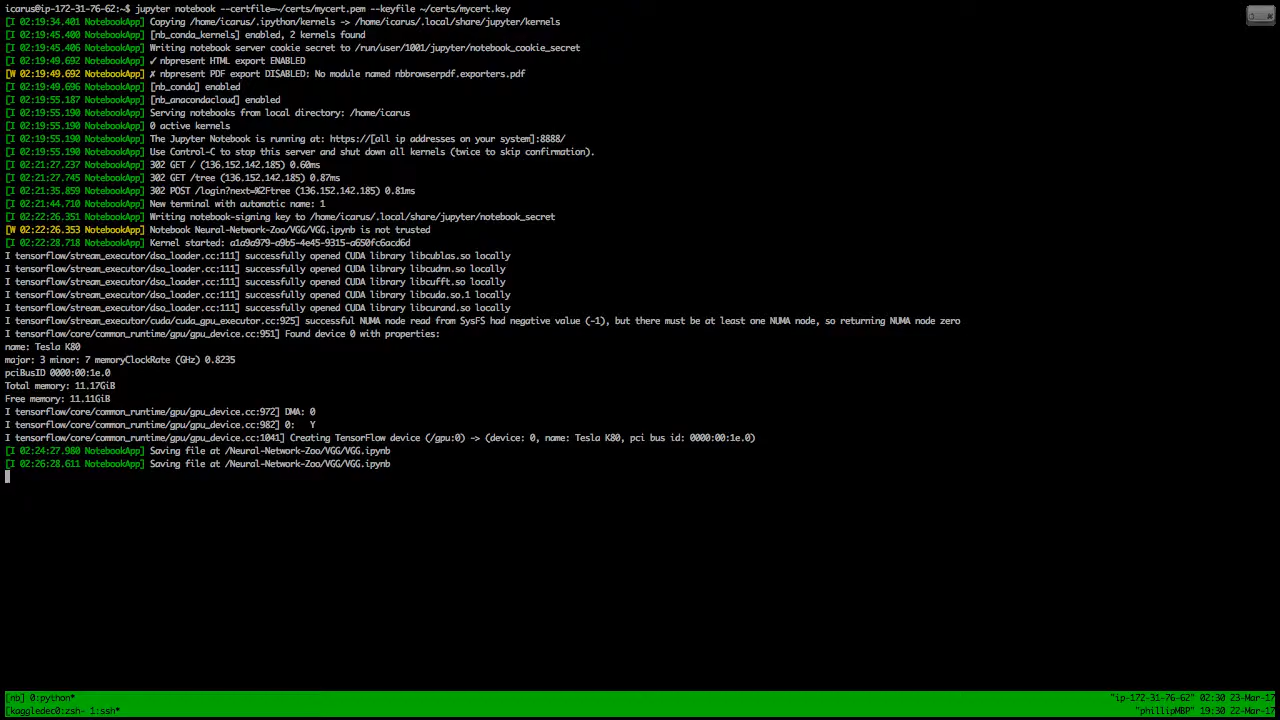 icarus@ip-172-31-76-62:~$ jupyter notebook --certfile=~/certs/mycert.pem --keyfile ~/certs/mycert.key
[I 02:19:34.401 NotebookApp] Copying /home/icarus/.ipython/kernels -> /home/icarus/.local/share/jupyter/kernels
[I 02:19:45.400 NotebookApp] [nb_conda_kernels] enabled, 2 kernels found
[I 02:19:45.406 NotebookApp] Writing notebook server cookie secret to /run/user/1001/jupyter/notebook_cookie_secret
[I 02:19:49.692 NotebookApp] ✓ nbpresent HTML export ENABLED
[W 02:19:49.692 NotebookApp] ✗ nbpresent PDF export DISABLED: No module named nbbrowserpdf.exporters.pdf
[I 02:19:49.696 NotebookApp] [nb_conda] enabled
[I 02:19:55.187 NotebookApp] [nb_anacondacloud] enabled
[I 02:19:55.190 NotebookApp] Serving notebooks from local directory: /home/icarus
[I 02:19:55.190 NotebookApp] 0 active kernels
[I 02:19:55.190 NotebookApp] The Jupyter Notebook is running at: https://[all ip addresses on your system]:8888/
[I 02:19:55.190 NotebookApp] Use Control-C to stop this server and shut down all kernels (twice to skip confirmation).
[I 02:21:27.237 NotebookApp] 302 GET / (136.152.142.185) 0.60ms
[I 02:21:27.745 NotebookApp] 302 GET /tree (136.152.142.185) 0.87ms
[I 02:21:35.859 NotebookApp] 302 POST /login?next=%2Ftree (136.152.142.185) 0.81ms
[I 02:21:44.710 NotebookApp] New terminal with automatic name: 1
[I 02:22:26.351 NotebookApp] Writing notebook-signing key to /home/icarus/.local/share/jupyter/notebook_secret
[W 02:22:26.353 NotebookApp] Notebook Neural-Network-Zoo/VGG/VGG.ipynb is not trusted
[I 02:22:28.718 NotebookApp] Kernel started: a1a9a979-a9b5-4e45-9315-a650fc6acd6d
I tensorflow/stream_executor/dso_loader.cc:111] successfully opened CUDA library libcublas.so locally
I tensorflow/stream_executor/dso_loader.cc:111] successfully opened CUDA library libcudnn.so locally
I tensorflow/stream_executor/dso_loader.cc:111] successfully opened CUDA library libcufft.so locally
I tensorflow/stream_executor/dso_loader.cc:111] successfully opened CUDA library libcuda.so.1 locally
I tensorflow/stream_executor/dso_loader.cc:111] successfully opened CUDA library libcurand.so locally
I tensorflow/stream_executor/cuda/cuda_gpu_executor.cc:925] successful NUMA node read from SysFS had negative value (-1), but there must be at least one NUMA node, so returning NUMA node zero
I tensorflow/core/common_runtime/gpu/gpu_device.cc:951] Found device 0 with properties:
name: Tesla K80
major: 3 minor: 7 memoryClockRate (GHz) 0.8235
pciBusID 0000:00:1e.0
Total memory: 11.17GiB
Free memory: 11.11GiB
I tensorflow/core/common_runtime/gpu/gpu_device.cc:972] DMA: 0
I tensorflow/core/common_runtime/gpu/gpu_device.cc:982] 0:   Y
I tensorflow/core/common_runtime/gpu/gpu_device.cc:1041] Creating TensorFlow device (/gpu:0) -> (device: 0, name: Tesla K80, pci bus id: 0000:00:1e.0)
[I 02:24:27.980 NotebookApp] Saving file at /Neural-Network-Zoo/VGG/VGG.ipynb
[I 02:26:28.611 NotebookApp] Saving file at /Neural-Network-Zoo/VGG/VGG.ipynb
[nb] 0:python* "ip-172-31-76-62" 02:30 23-Mar-17
[kaggledec0:zsh- 1:ssh* "phillipMBP" 19:30 22-Mar-17